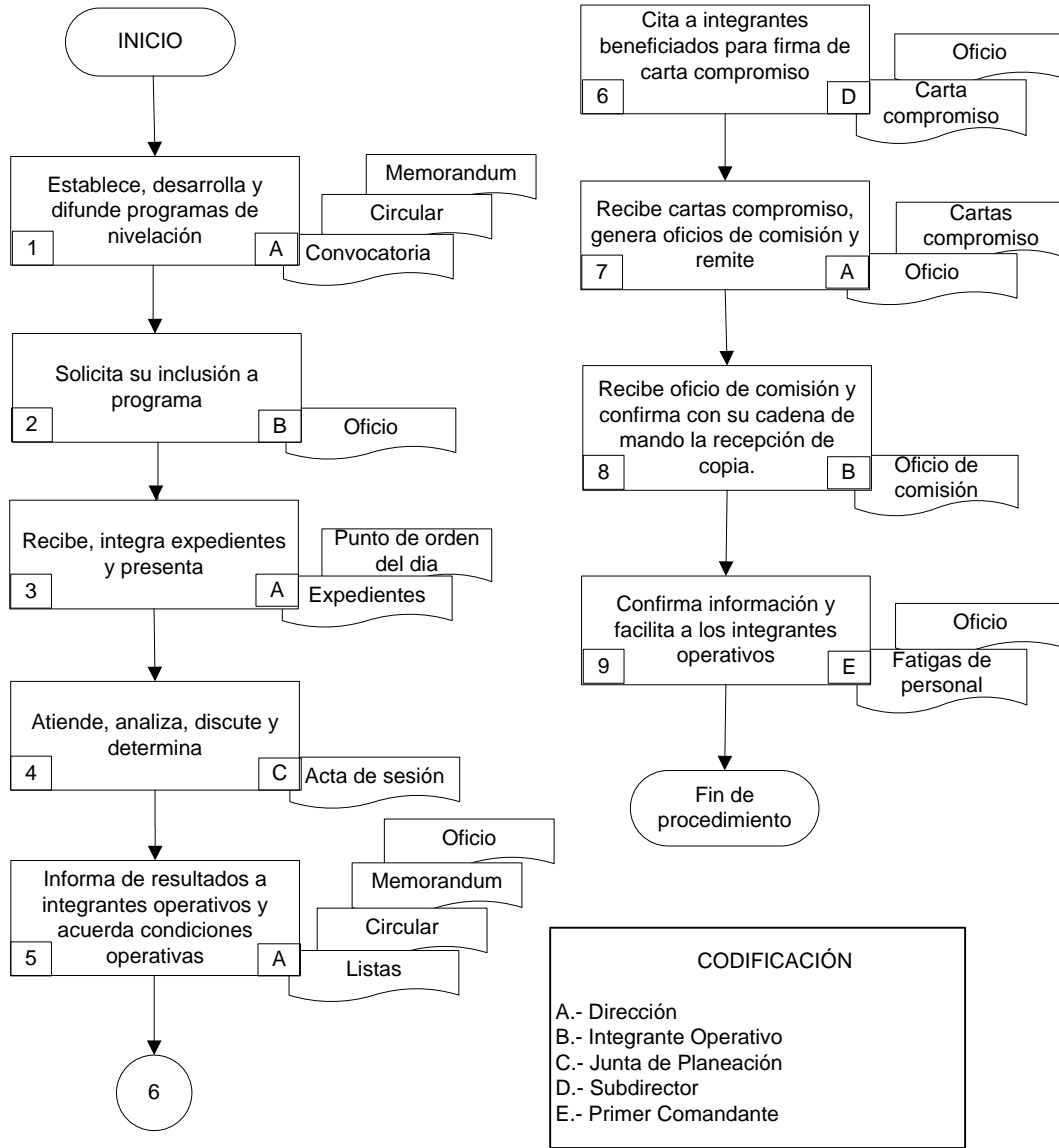 INICIO
Establece, desarrolla y
difunde programas de
nivelación
1
A
Memorandum
Circular
Convocatoria
Solicita su inclusión a
programa
2
B
Oficio
Recibe, integra expedientes
y presenta
3
A
Punto de orden
del dia
Expedientes
Atiende, analiza, discute y
determina
4
C
Acta de sesión
Informa de resultados a
integrantes operativos y
acuerda condiciones
operativas
5
A
Oficio
Memorandum
Circular
Listas
6
Cita a integrantes
beneficiados para firma de
carta compromiso
6
D
Oficio
Carta
compromiso
Recibe cartas compromiso,
genera oficios de comisión y
remite
7
A
Cartas
compromiso
Oficio
Recibe oficio de comisión y
confirma con su cadena de
mando la recepción de
copia.
8
B
Oficio de
comisión
Confirma información y
facilita a los integrantes
operativos
9
E
Oficio
Fatigas de
personal
Fin de
procedimiento
CODIFICACIÓN
A.- Dirección
B.- Integrante Operativo
C.- Junta de Planeación
D.- Subdirector
E.- Primer Comandante